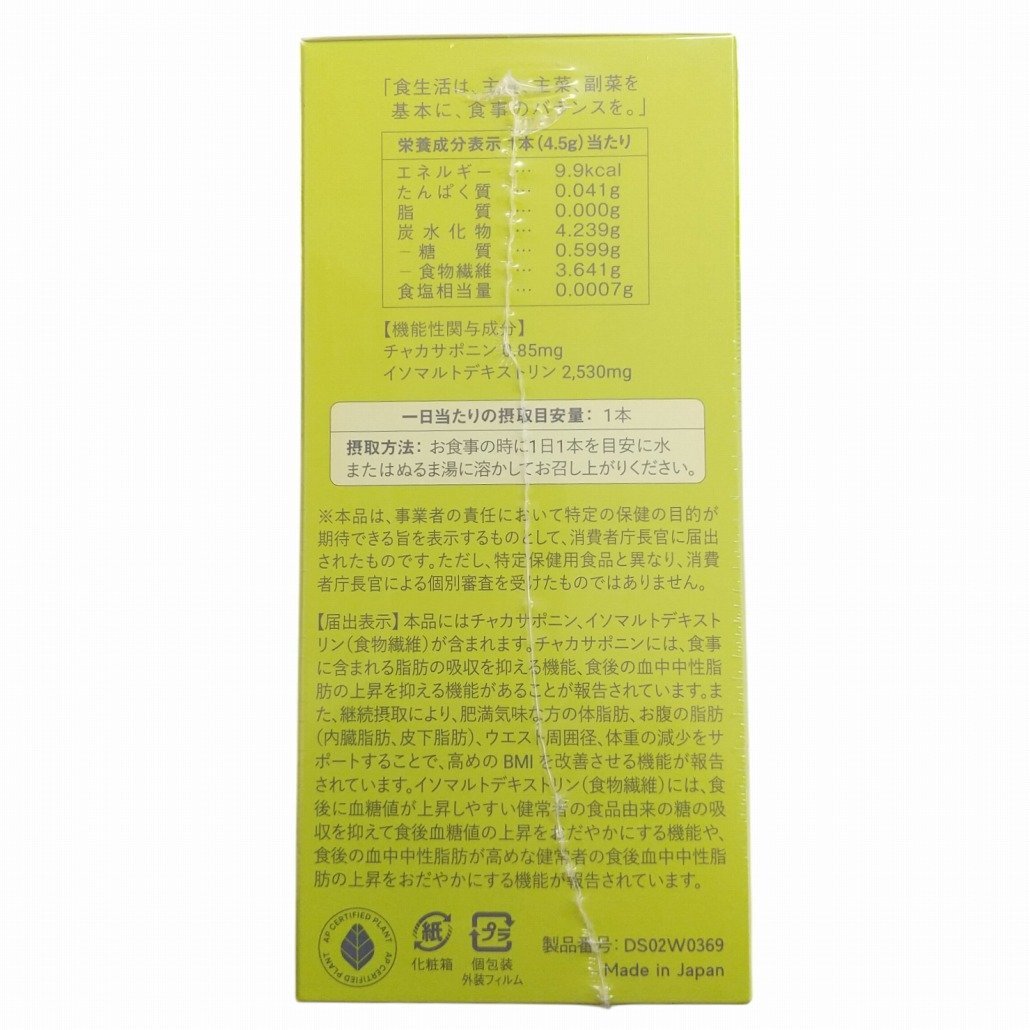 「食生活は、主 、主菜、副菜を
基本に、食事のバランスを。」
栄養成分表示 1本(4.5g)当たり
エネルギー … 9.9kcal
たんぱく質 … 0.041g
脂質 … 0.000g
炭水化物 … 4.239g
－糖質 … 0.599g
－食物繊維 … 3.641g
食塩相当量 … 0.0007g
【機能性関与成分】
チャカサポニン .85mg
イソマルトデキストリン 2,530mg
一日当たりの摂取目安量： 1本
摂取方法： お食事の時に1日1本を目安に水
またはぬるま湯に溶かしてお召し上がりください。
※本品は、事業者の責任において特定の保健の目的が
期待できる旨を表示するものとして、消費者庁長官に届出
されたものです。ただし、特定保健用食品と異なり、消費
者庁長官による個別審査を受けたものではありません。
【届出表示】本品にはチャカサポニン、イソマルトデキスト
リン（食物繊維）が含まれます。チャカサポニンには、食事
に含まれる脂肪の吸収を抑える機能、食後の血中中性脂
肪の上昇を抑える機能があることが報告されています。ま
た、継続摂取により、肥満気味な方の体脂肪、お腹の脂肪
（内臓脂肪、皮下脂肪）、ウエスト周囲径、体重の減少をサ
ポートすることで、高めのBMIを改善させる機能が報告
されています。イソマルトデキストリン（食物繊維）には、食
後に血糖値が上昇しやすい健常者の食品由来の糖の吸
収を抑えて食後血糖値の上昇をおだやかにする機能や、
食後の血中中性脂肪が高めな健常者の食後血中中性脂
肪の上昇をおだやかにする機能が報告されています。
AP CERTIFIED PLANT
AP CERTIFIED PLANT
紙
化粧箱
プラ
個包装
外装フィルム
製品番号：DS02W0369
Made in Japan